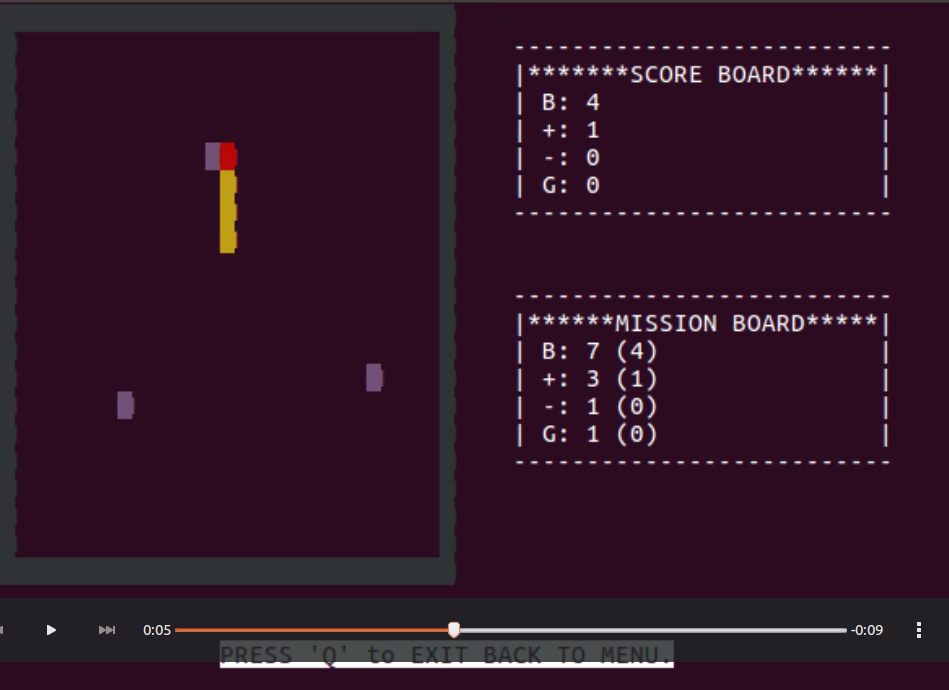 ---------------------------
|*******SCORE BOARD******|
| B: 4 |
| +: 1 |
| -: 0 |
| G: 0 |
---------------------------
---------------------------
|******MISSION BOARD*****|
| B: 7 (4) |
| +: 3 (1) |
| -: 1 (0) |
| G: 1 (0) |
---------------------------
0:05 -0:09
PRESS 'Q' to EXIT BACK TO MENU.